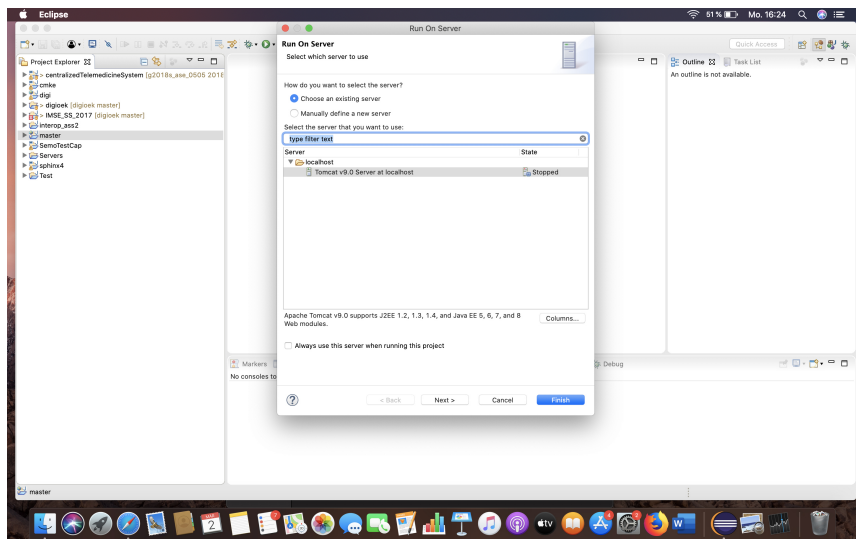 Eclipse
51 %
Mo. 16:24
Run On Server
Quick Access
Project Explorer
> centralizedTelemedicineSystem [g2018s_ase_0505 2018
cmke
digi
> digioek [digioek master]
> IMSE_SS_2017 [digioek master]
interop_ass2
master
SemoTestCap
Servers
sphinx4
Test
Run On Server
Select which server to use
How do you want to select the server?
Choose an existing server
Manually define a new server
Select the server that you want to use:
type filter text
Server State
localhost
Tomcat v9.0 Server at localhost Stopped
Apache Tomcat v9.0 supports J2EE 1.2, 1.3, 1.4, and Java EE 5, 6, 7, and 8
Web modules.
Columns...
Always use this server when running this project
< Back Next > Cancel Finish
Outline Task List
An outline is not available.
Markers
Debug
No consoles to
master
2
tv
W